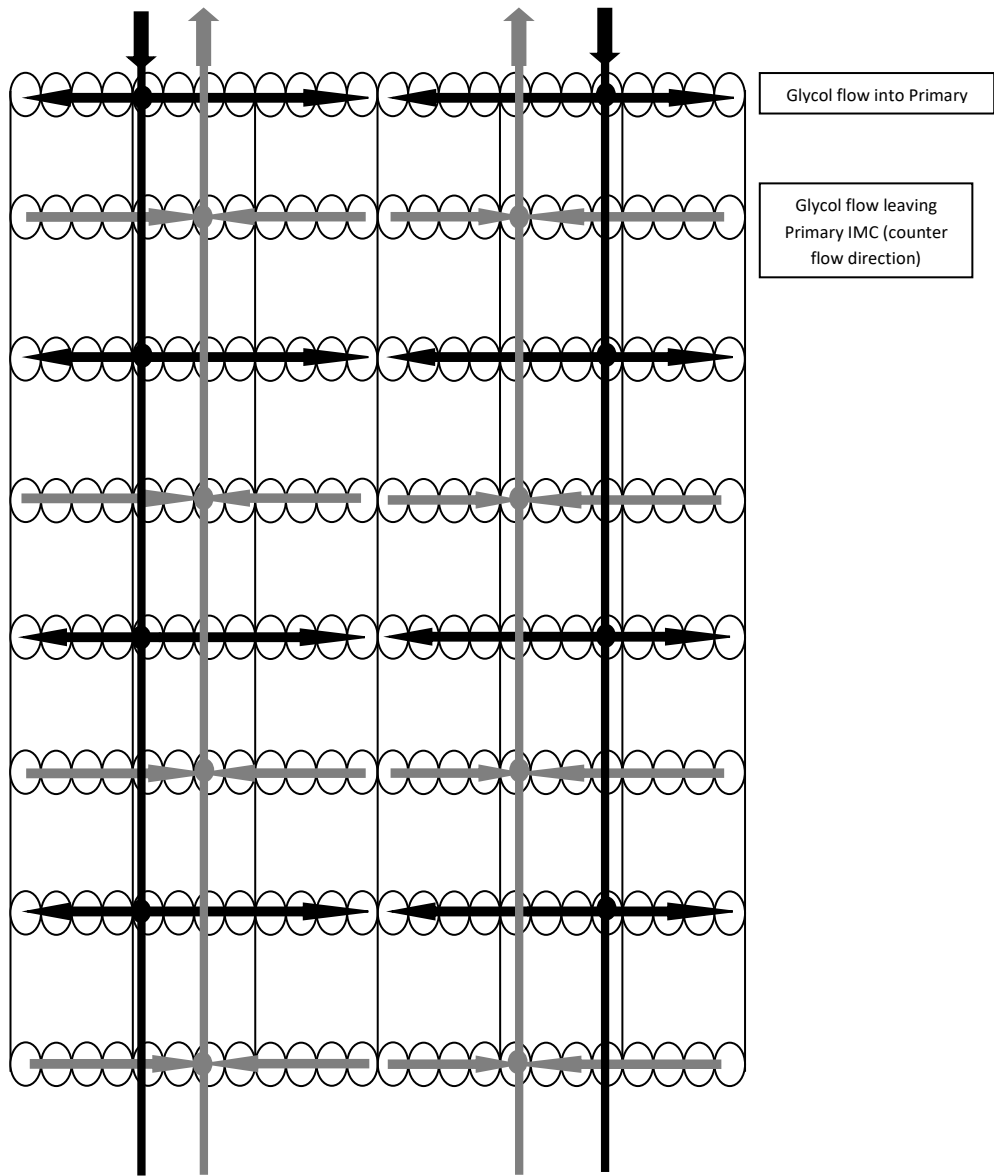 Glycol flow into Primary
Glycol flow leaving
Primary IMC (counter
flow direction)